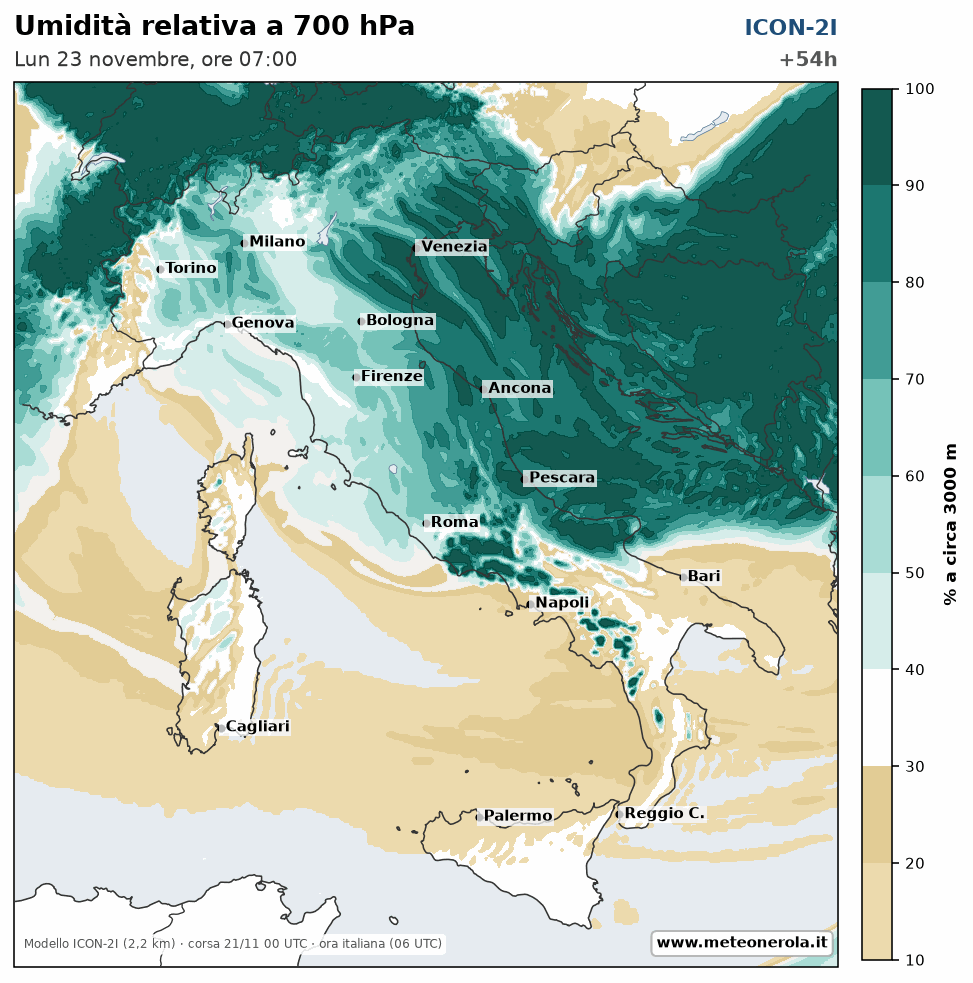 Umidità relativa a 700 hPa
ICON-2I
Lun 23 novembre, ore 07:00
+54h
100
90
80
70
60
50
40
30
20
10
% a circa 3000 m
Milano
Venezia
Torino
Genova
Bologna
Firenze
Ancona
Pescara
Roma
Bari
Napoli
Cagliari
Palermo
Reggio C.
Modello ICON-2I (2,2 km) · corsa 21/11 00 UTC · ora italiana (06 UTC)
www.meteonerola.it